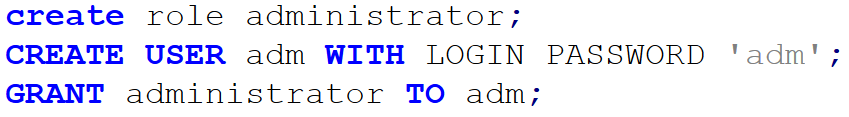 create role administrator;
CREATE USER adm WITH LOGIN PASSWORD 'adm';
GRANT administrator TO adm;